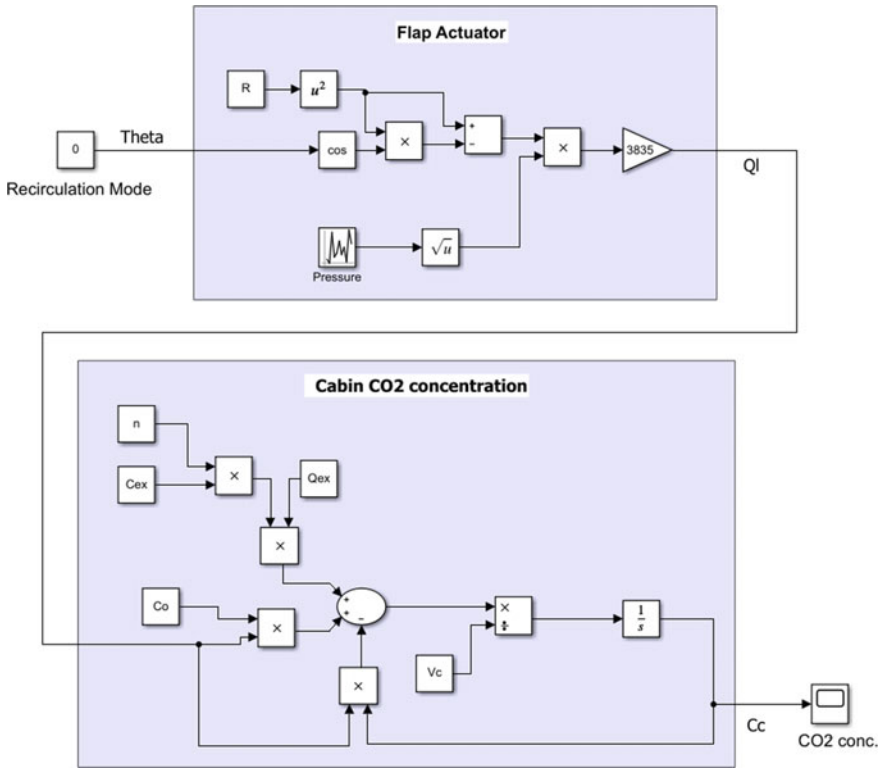 Flap Actuator
R
u²
Theta
0
cos
×
+
−
×
3835
Ql
Recirculation Mode
Pressure
√u
Cabin CO2 concentration
n
Cex
×
Qex
×
Co
×
+
+
−
×
÷
1
s
Vc
×
Cc
CO2 conc.